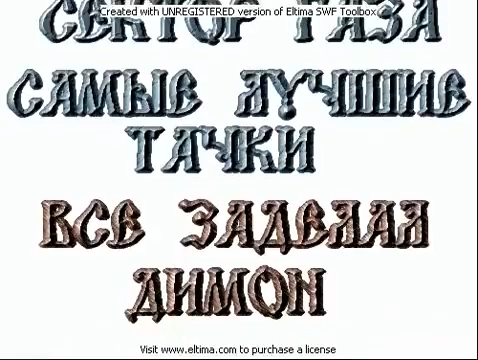 Created with UNREGISTERED version of Eltima SWF Toolbox
СЕКТОР ГАЗА
САМЫЕ ЛУЧШИЕ
ТАЧКИ
ВСЕ ЗАДЕЛАЛ
ДИМОН
Visit www.eltima.com to purchase a license